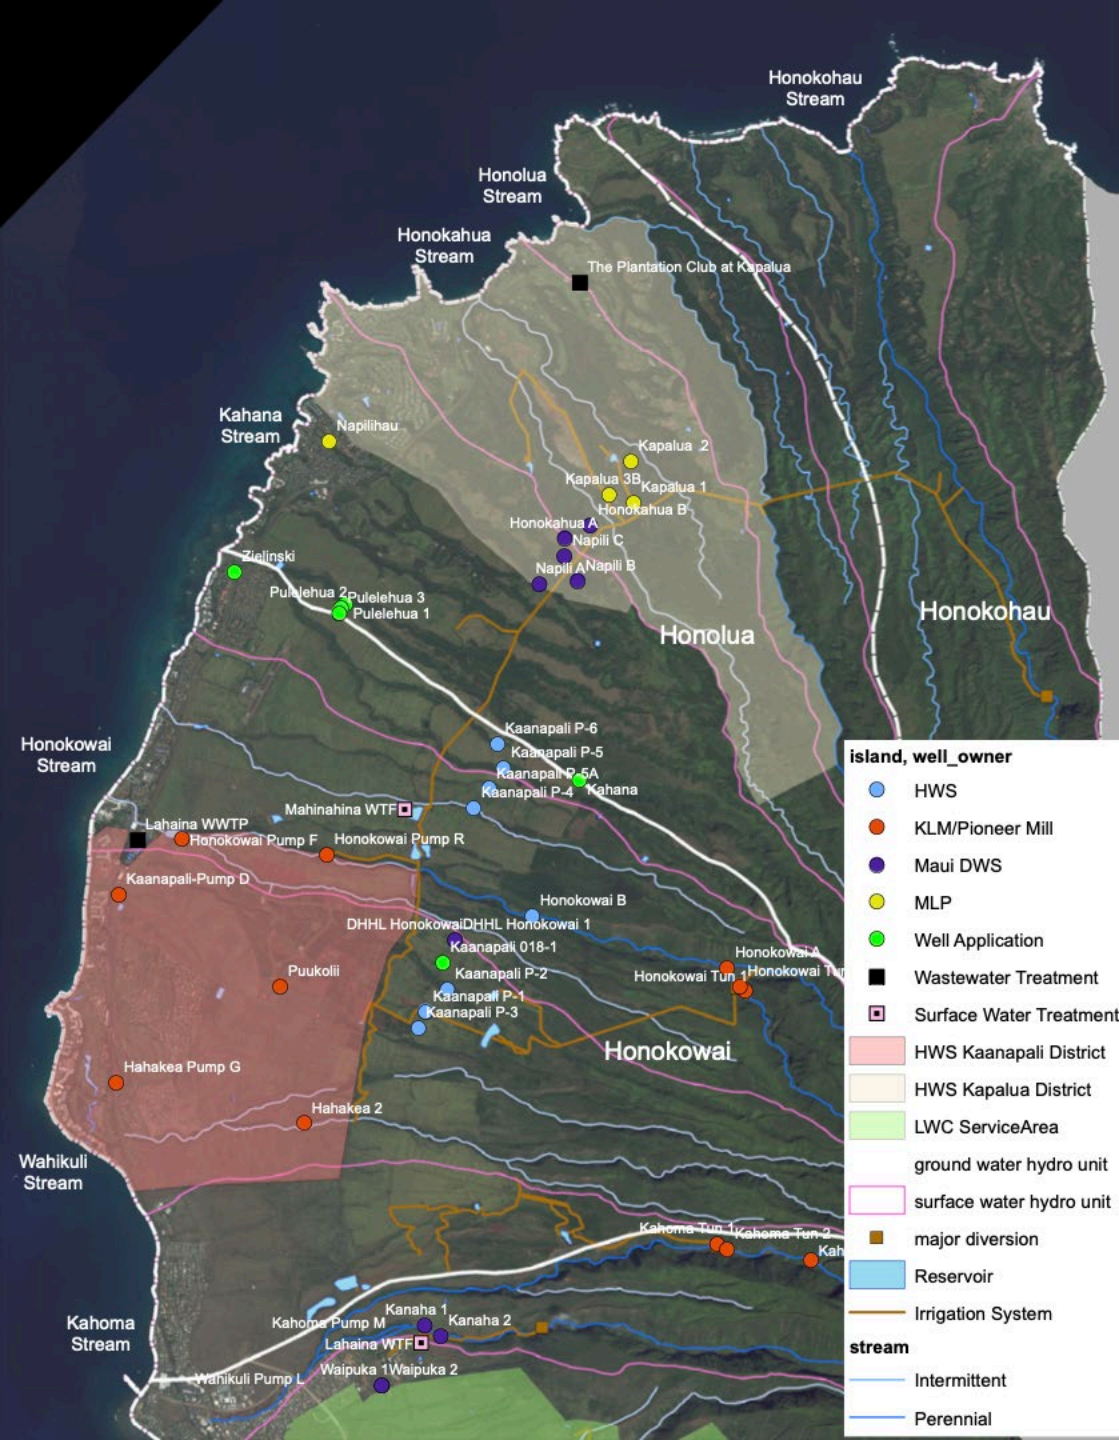 Honokohau
Stream
Honolua
Stream
Honokahua
Stream
The Plantation Club at Kapalua
Kahana
Stream
Napilihau
Kapalua 2
Kapalua 3B
Kapalua 1
Honokahua B
Honokahua A
Napili C
Napili A
Napili B
Zielinski
Pulelehua 2
Pulelehua 3
Pulelehua 1
Honokohau
Honolua
Kaanapali P-6
Honokowai
Stream
Kaanapali P-5
Kaanapali P-5A
Kahana
Kaanapali P-4
Mahinahina WTF
Lahaina WWTP
Honokowai Pump F
Honokowai Pump R
Kaanapali-Pump D
Honokowai B
DHHL Honokowai
DHHL Honokowai 1
Kaanapali 018-1
Honokowai A
Puukolii
Kaanapali P-2
Honokowai Tun 1
Honokowai Tu
Kaanapali P-1
Kaanapali P-3
Honokowai
Hahakea Pump G
Hahakea 2
Wahikuli
Stream
Kahoma Tun 1
Kahoma Tun 2
Kah
Kahoma
Stream
Kanaha 1
Kahoma Pump M
Kanaha 2
Lahaina WTF
Waipuka 1
Waipuka 2
Wahikuli Pump L
island, well_owner
HWS
KLM/Pioneer Mill
Maui DWS
MLP
Well Application
Wastewater Treatment
Surface Water Treatment
HWS Kaanapali District
HWS Kapalua District
LWC ServiceArea
ground water hydro unit
surface water hydro unit
major diversion
Reservoir
Irrigation System
stream
Intermittent
Perennial